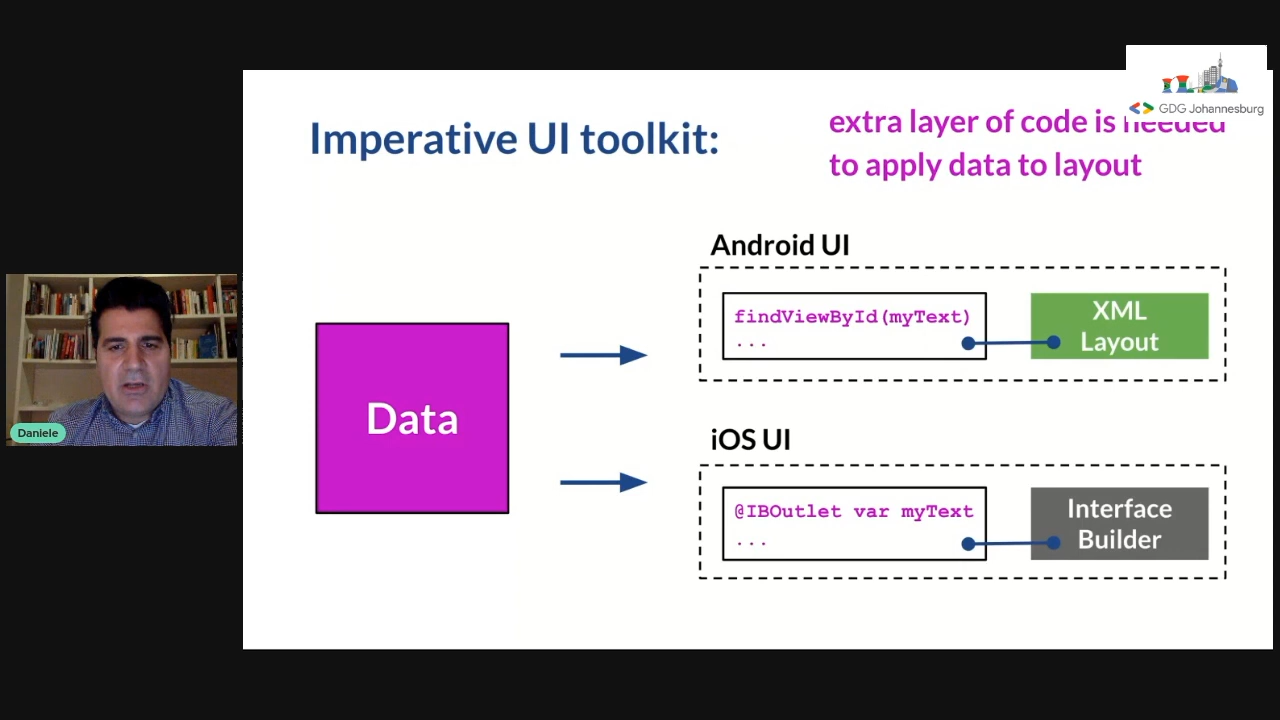 GDG Johannesburg
Imperative UI toolkit:
extra layer of code is needed
to apply data to layout
Android UI
findViewById(myText)
...
XML
Layout
Data
iOS UI
@IBOutlet var myText
...
Interface
Builder
Daniele